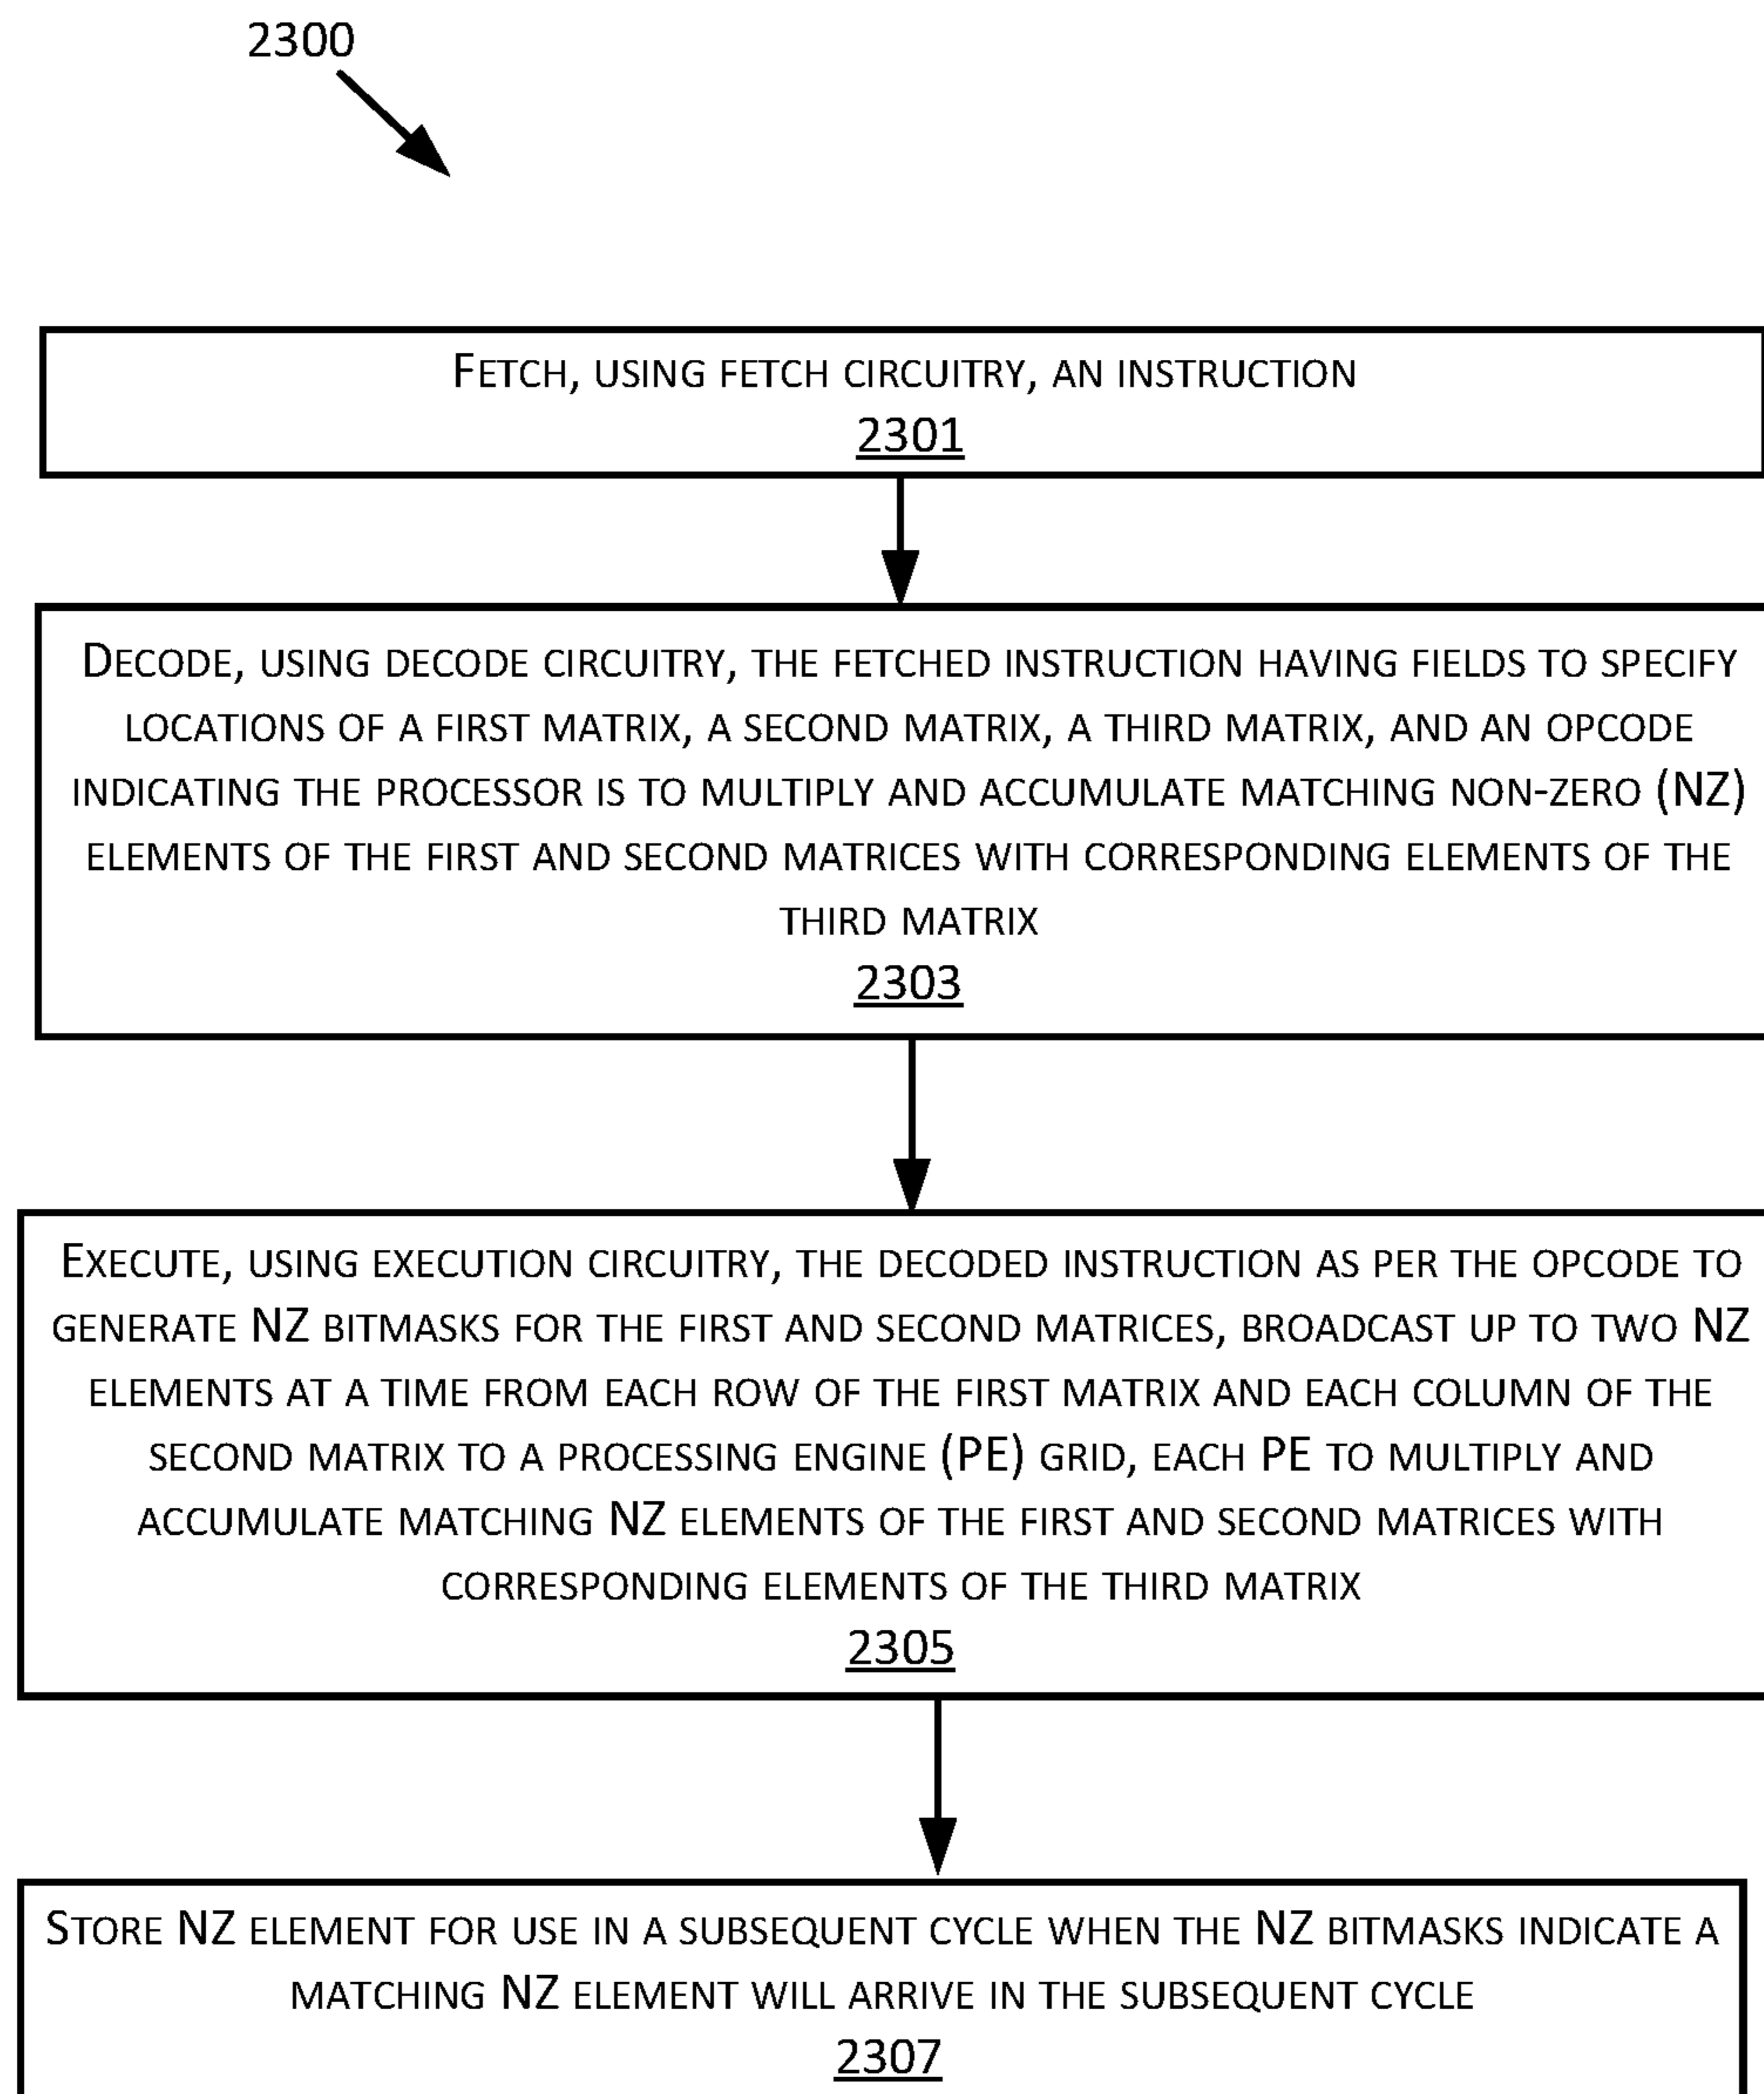 2300
Fetch, using fetch circuitry, an instruction
2301
Decode, using decode circuitry, the fetched instruction having fields to specify
locations of a first matrix, a second matrix, a third matrix, and an opcode
indicating the processor is to multiply and accumulate matching non-zero (NZ)
elements of the first and second matrices with corresponding elements of the
third matrix
2303
Execute, using execution circuitry, the decoded instruction as per the opcode to
generate NZ bitmasks for the first and second matrices, broadcast up to two NZ
elements at a time from each row of the first matrix and each column of the
second matrix to a processing engine (PE) grid, each PE to multiply and
accumulate matching NZ elements of the first and second matrices with
corresponding elements of the third matrix
2305
Store NZ element for use in a subsequent cycle when the NZ bitmasks indicate a
matching NZ element will arrive in the subsequent cycle
2307